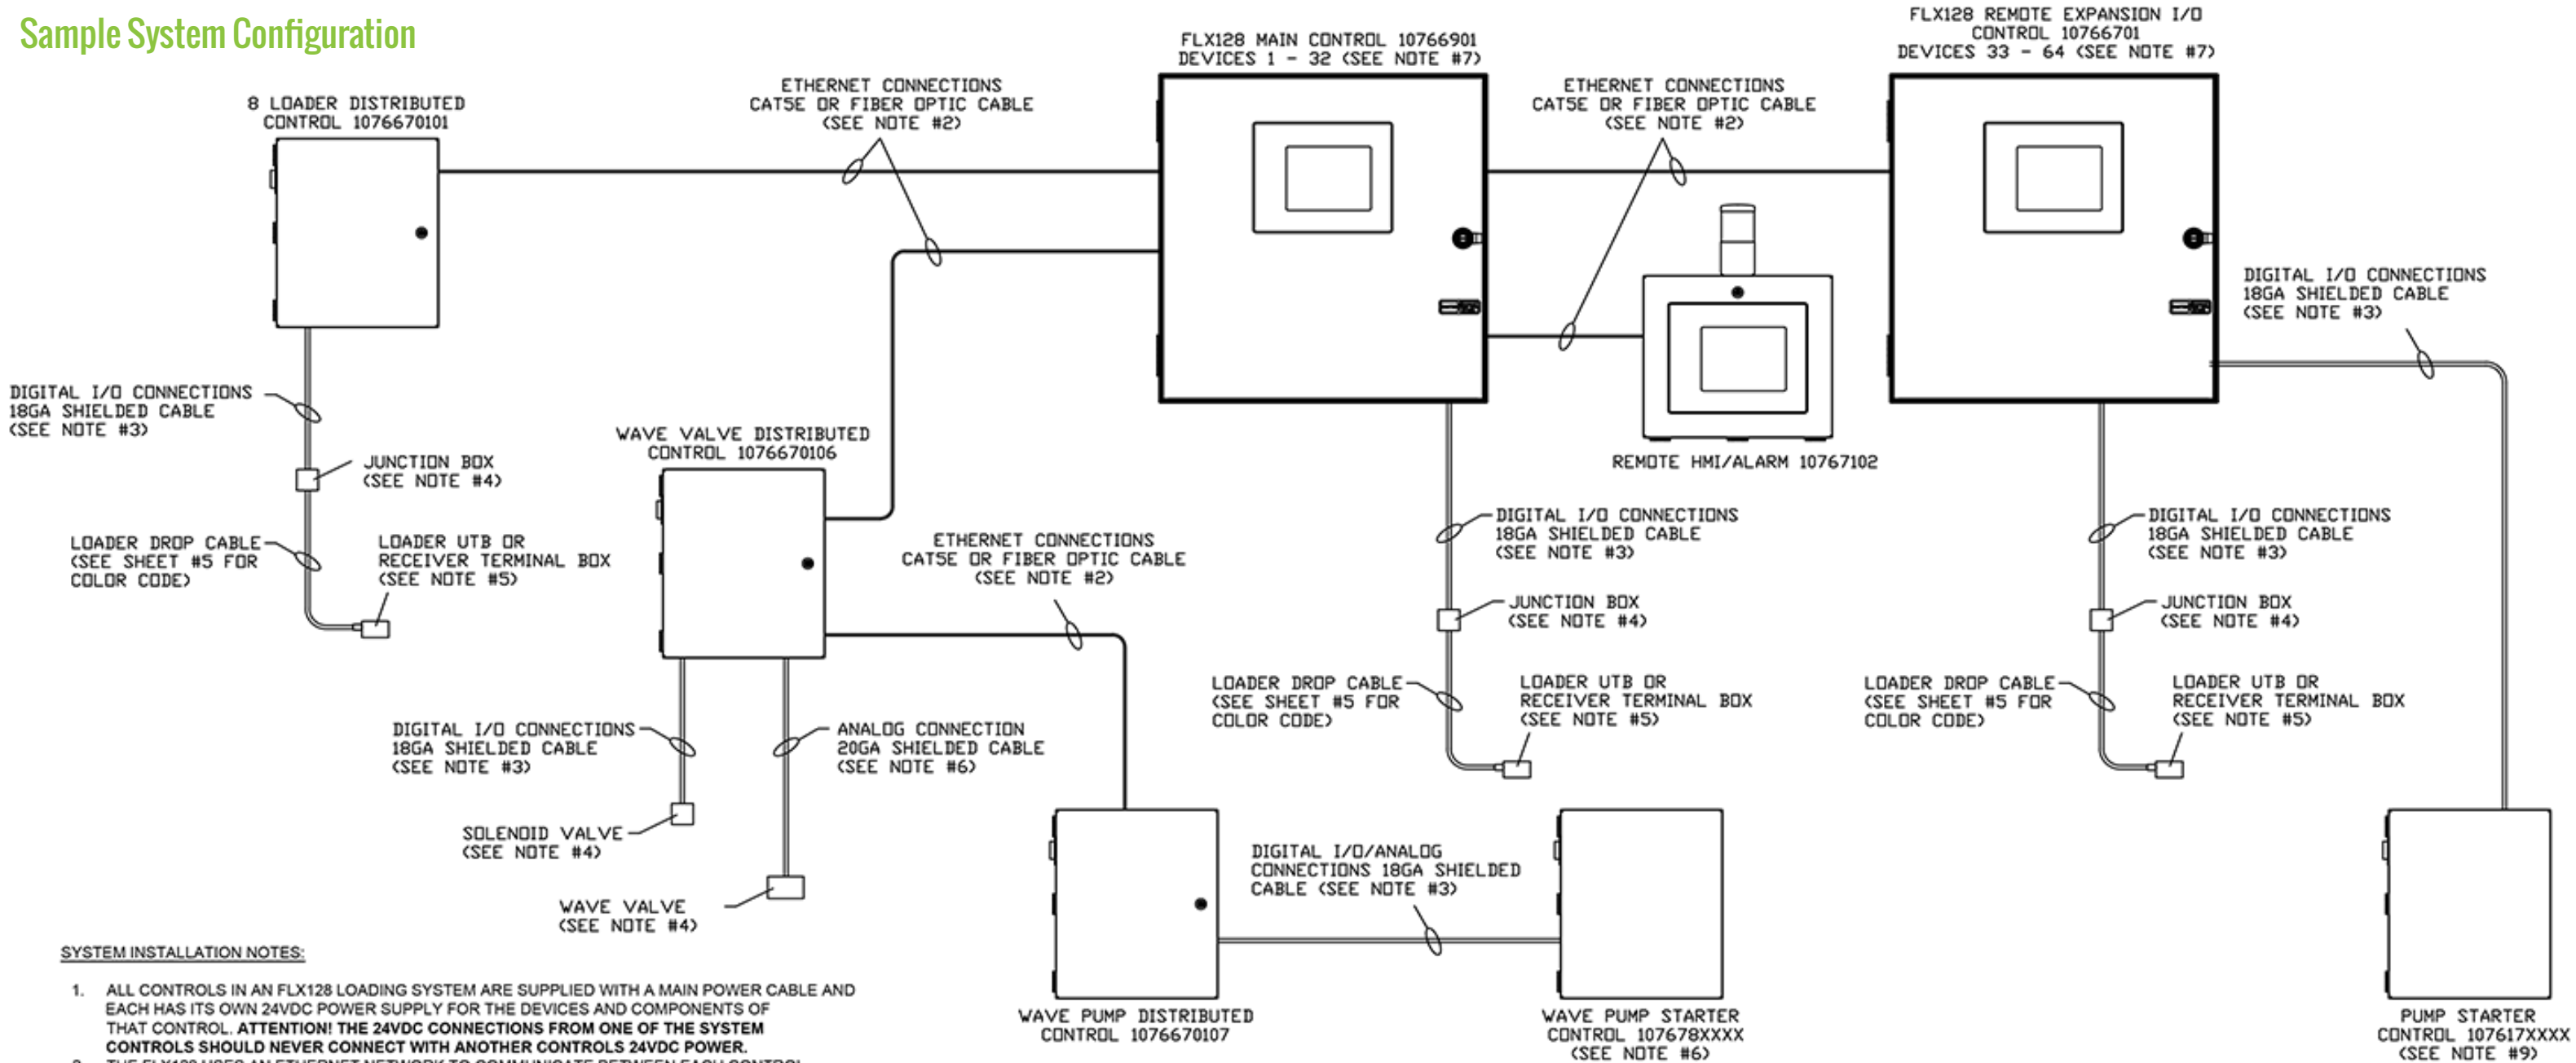 Sample System Configuration
FLX128 MAIN CONTROL 10766901
DEVICES 1 - 32 (SEE NOTE #7)
FLX128 REMOTE EXPANSION I/O
CONTROL 10766701
DEVICES 33 - 64 (SEE NOTE #7)
8 LOADER DISTRIBUTED
CONTROL 1076670101
ETHERNET CONNECTIONS
CAT5E OR FIBER OPTIC CABLE
(SEE NOTE #2)
ETHERNET CONNECTIONS
CAT5E OR FIBER OPTIC CABLE
(SEE NOTE #2)
DIGITAL I/O CONNECTIONS
18GA SHIELDED CABLE
(SEE NOTE #3)
DIGITAL I/O CONNECTIONS
18GA SHIELDED CABLE
(SEE NOTE #3)
JUNCTION BOX
(SEE NOTE #4)
LOADER DROP CABLE
(SEE SHEET #5 FOR
COLOR CODE)
LOADER UTB OR
RECEIVER TERMINAL BOX
(SEE NOTE #5)
WAVE VALVE DISTRIBUTED
CONTROL 1076670106
REMOTE HMI/ALARM 10767102
ETHERNET CONNECTIONS
CAT5E OR FIBER OPTIC CABLE
(SEE NOTE #2)
DIGITAL I/O CONNECTIONS
18GA SHIELDED CABLE
(SEE NOTE #3)
JUNCTION BOX
(SEE NOTE #4)
LOADER DROP CABLE
(SEE SHEET #5 FOR
COLOR CODE)
LOADER UTB OR
RECEIVER TERMINAL BOX
(SEE NOTE #5)
DIGITAL I/O CONNECTIONS
18GA SHIELDED CABLE
(SEE NOTE #3)
JUNCTION BOX
(SEE NOTE #4)
LOADER DROP CABLE
(SEE SHEET #5 FOR
COLOR CODE)
LOADER UTB OR
RECEIVER TERMINAL BOX
(SEE NOTE #5)
DIGITAL I/O CONNECTIONS
18GA SHIELDED CABLE
(SEE NOTE #3)
ANALOG CONNECTION
20GA SHIELDED CABLE
(SEE NOTE #6)
SOLENOID VALVE
(SEE NOTE #4)
WAVE VALVE
(SEE NOTE #4)
DIGITAL I/O/ANALOG
CONNECTIONS 18GA SHIELDED
CABLE (SEE NOTE #3)
WAVE PUMP DISTRIBUTED
CONTROL 1076670107
WAVE PUMP STARTER
CONTROL 107678XXXX
(SEE NOTE #6)
PUMP STARTER
CONTROL 107617XXXX
(SEE NOTE #9)
SYSTEM INSTALLATION NOTES:
1. ALL CONTROLS IN AN FLX128 LOADING SYSTEM ARE SUPPLIED WITH A MAIN POWER CABLE AND
EACH HAS ITS OWN 24VDC POWER SUPPLY FOR THE DEVICES AND COMPONENTS OF
THAT CONTROL. ATTENTION! THE 24VDC CONNECTIONS FROM ONE OF THE SYSTEM
CONTROLS SHOULD NEVER CONNECT WITH ANOTHER CONTROLS 24VDC POWER.
2. THE FLX128 USES AN ETHERNET NETWORK TO COMMUNICATE BETWEEN EACH CONTROL